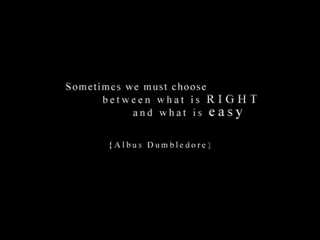 Sometimes we must choose
between what is RIGHT
and what is easy
{Albus Dumbledore}